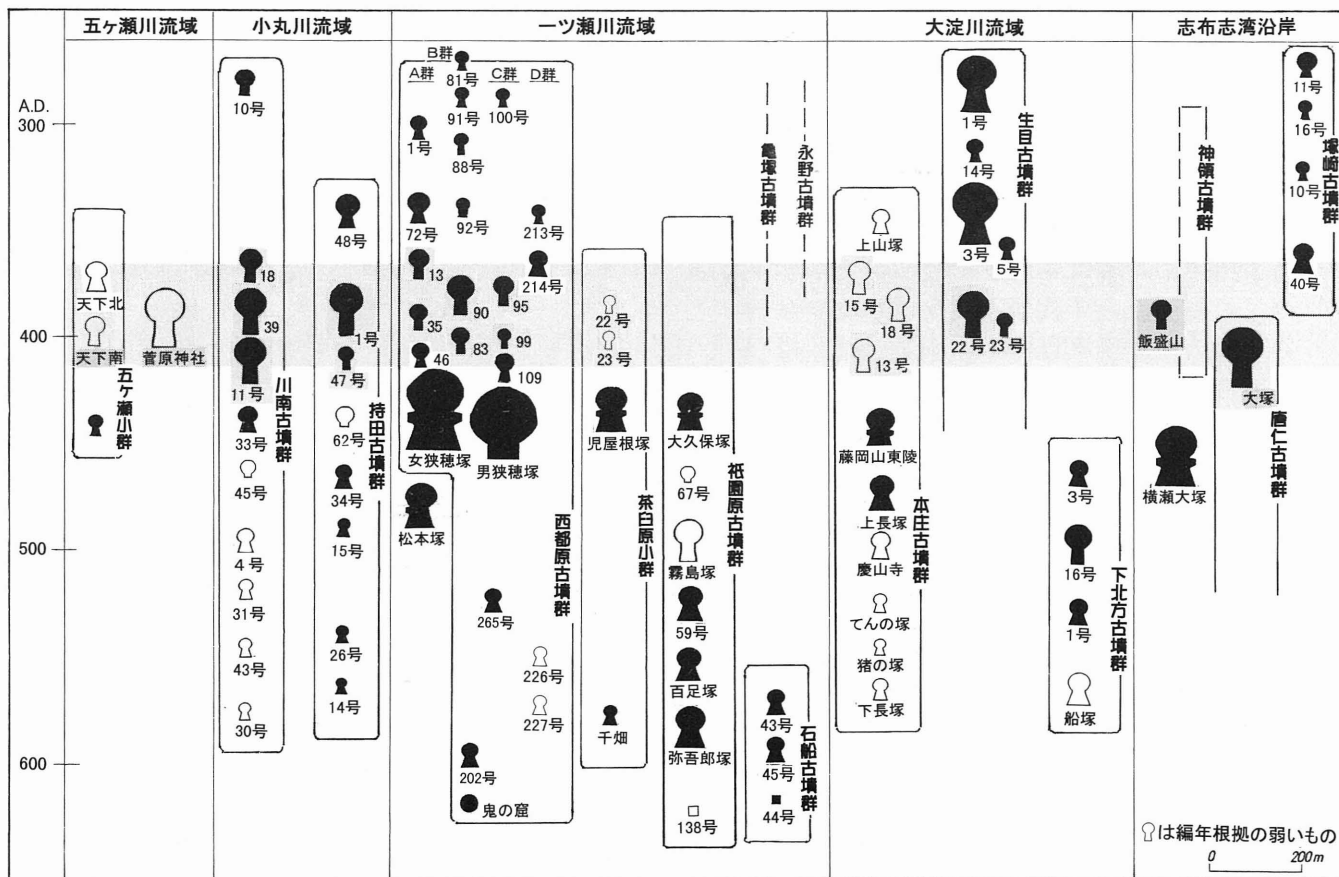 五ヶ瀬川流域
小丸川流域
一ツ瀬川流域
大淀川流域
志布志湾沿岸
A.D.
300
400
500
600
天下北
天下南
菅原神社
五ヶ瀬小群
10号
18
39
11号
33号
45号
4号
31号
43号
30号
川南古墳群
48号
1号
47号
62号
34号
15号
26号
14号
持田古墳群
A群
B群
C群
D群
81号
91号
100号
1号
88号
72号
92号
213号
13
214号
90
95
35
83
99
46
109
女狭穂塚
男狭穂塚
松本塚
265号
226号
227号
202号
鬼の窟
西都原古墳群
22号
23号
児屋根塚
千畑
茶臼原小群
大久保塚
67号
霧島塚
59号
百足塚
弥吾郎塚
138号
祇園原古墳群
亀塚古墳群
永野古墳群
43号
45号
44号
石船古墳群
上山塚
15号
18号
13号
藤岡山東陵
上長塚
慶山寺
てんの塚
猪の塚
下長塚
本庄古墳群
1号
14号
3号
5号
22号
23号
生目古墳群
3号
16号
1号
船塚
下北方古墳群
飯盛山
横瀬大塚
神領古墳群
大塚
唐仁古墳群
11号
16号
10号
40号
塚崎古墳群
は編年根拠の弱いもの
0 200m